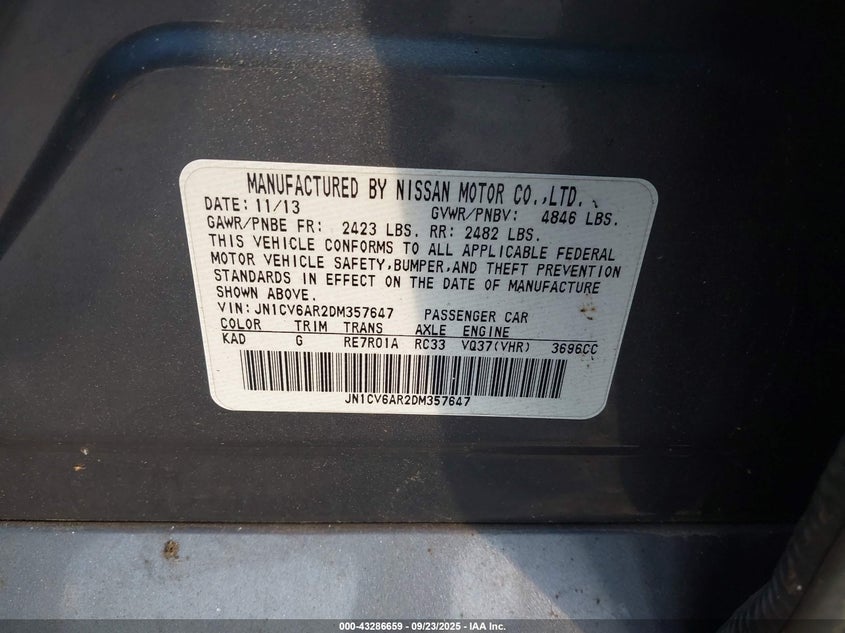 MANUFACTURED BY NISSAN MOTOR CO.,LTD.
DATE: 11/13 GVWR/PNBV: 4846 LBS.
GAWR/PNBE FR: 2423 LBS. RR: 2482 LBS.
THIS VEHICLE CONFORMS TO ALL APPLICABLE FEDERAL
MOTOR VEHICLE SAFETY,BUMPER,AND THEFT PREVENTION
STANDARDS IN EFFECT ON THE DATE OF MANUFACTURE
SHOWN ABOVE.
VIN: JN1CV6AR2DM357647 PASSENGER CAR
COLOR TRIM TRANS AXLE ENGINE
KAD G RE7R01A RC33 VQ37(VHR) 3696CC
JN1CV6AR2DM357647
000-43286659 - 09/23/2025 - IAA Inc.